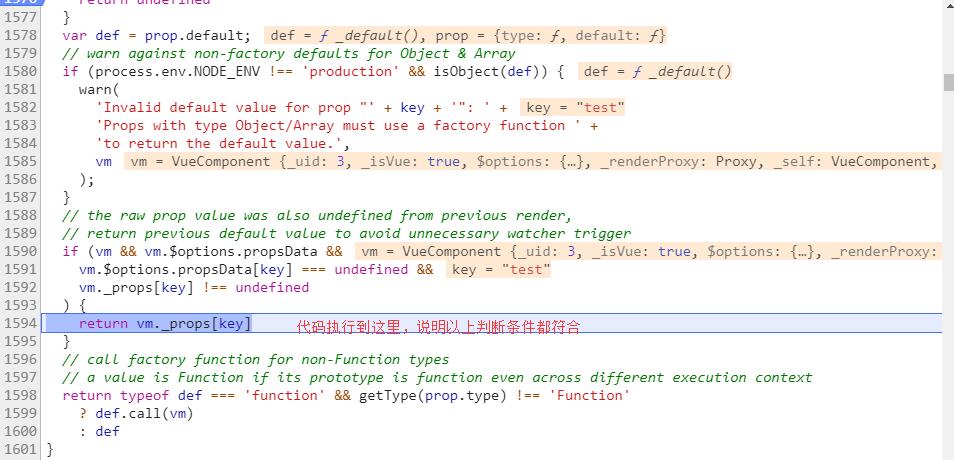 1576     return undefined
1577   }
1578   var def = prop.default;  def = ƒ _default(), prop = {type: ƒ, default: ƒ}
1579   // warn against non-factory defaults for Object & Array
1580   if (process.env.NODE_ENV !== 'production' && isObject(def)) {  def = ƒ _default()
1581     warn(
1582       'Invalid default value for prop "' + key + '": ' +  key = "test"
1583       'Props with type Object/Array must use a factory function ' +
1584       'to return the default value.',
1585       vm  vm = VueComponent {_uid: 3, _isVue: true, $options: {…}, _renderProxy: Proxy, _self: VueComponent,
1586     );
1587   }
1588   // the raw prop value was also undefined from previous render,
1589   // return previous default value to avoid unnecessary watcher trigger
1590   if (vm && vm.$options.propsData &&  vm = VueComponent {_uid: 3, _isVue: true, $options: {…}, _renderProxy:
1591     vm.$options.propsData[key] === undefined &&  key = "test"
1592     vm._props[key] !== undefined
1593   ) {
1594     return vm._props[key]  代码执行到这里，说明以上判断条件都符合
1595   }
1596   // call factory function for non-Function types
1597   // a value is Function if its prototype is function even across different execution context
1598   return typeof def === 'function' && getType(prop.type) !== 'Function'
1599     ? def.call(vm)
1600     : def
1601 }